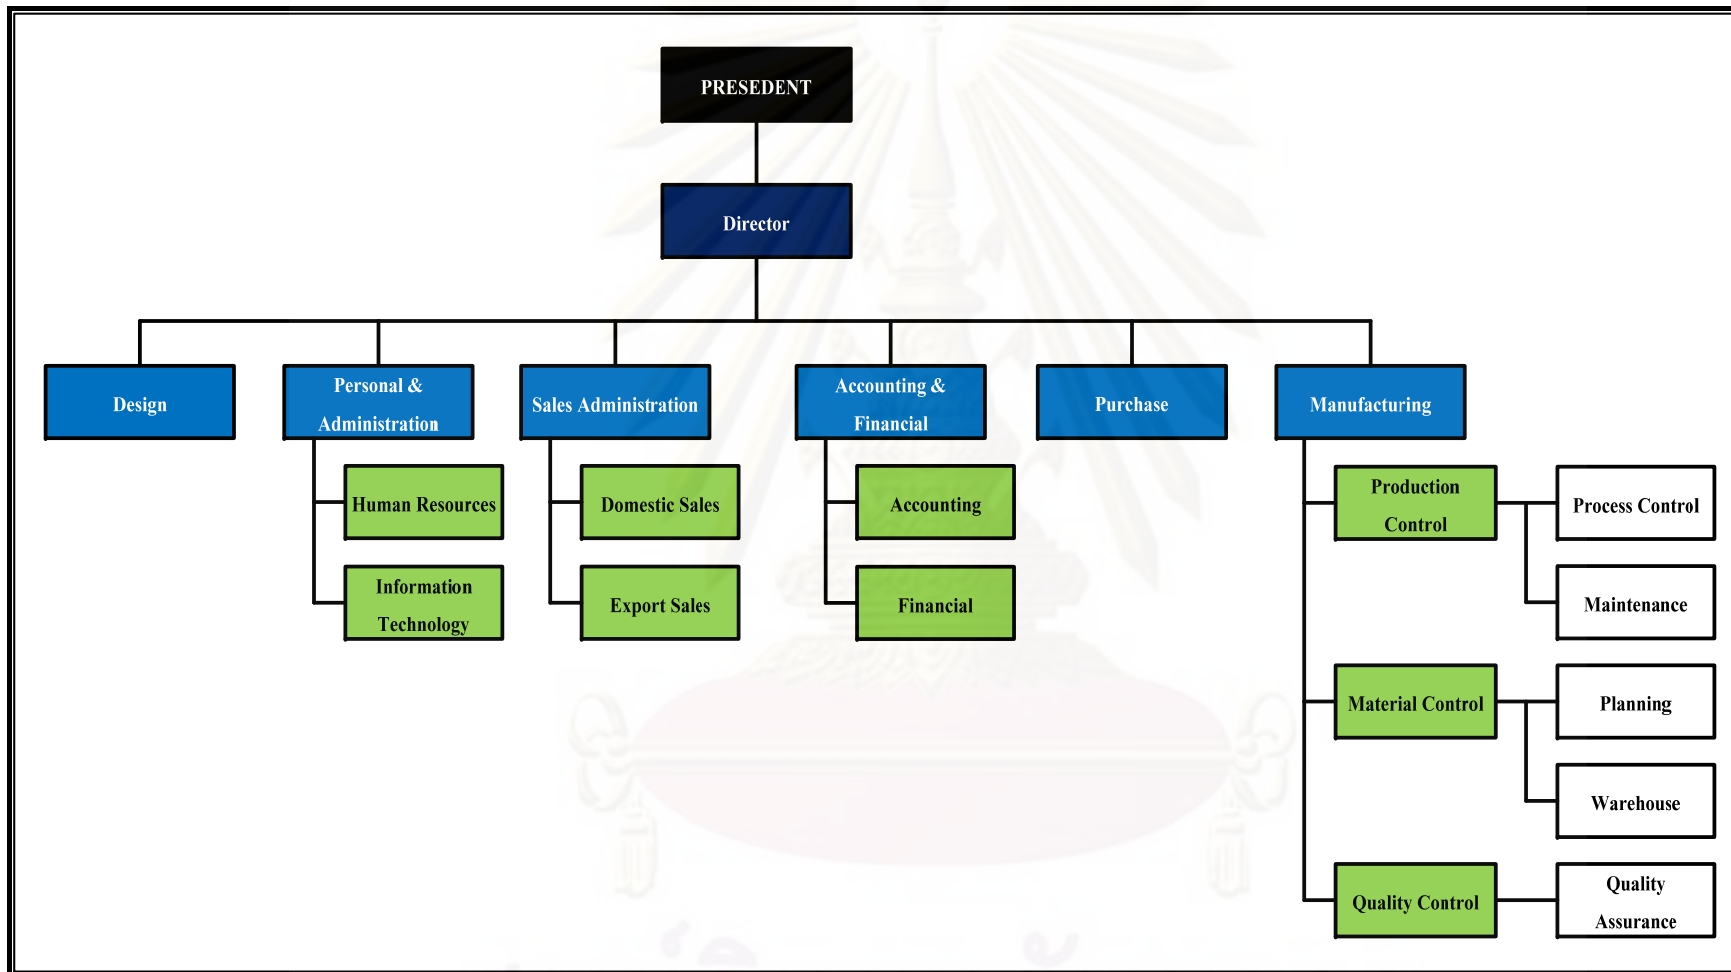 PRESEDENT
Director
Design
Personal &
Administration
Sales Administration
Accounting &
Financial
Purchase
Manufacturing
Human Resources
Information
Technology
Domestic Sales
Export Sales
Accounting
Financial
Production
Control
Process Control
Maintenance
Material Control
Planning
Warehouse
Quality Control
Quality
Assurance